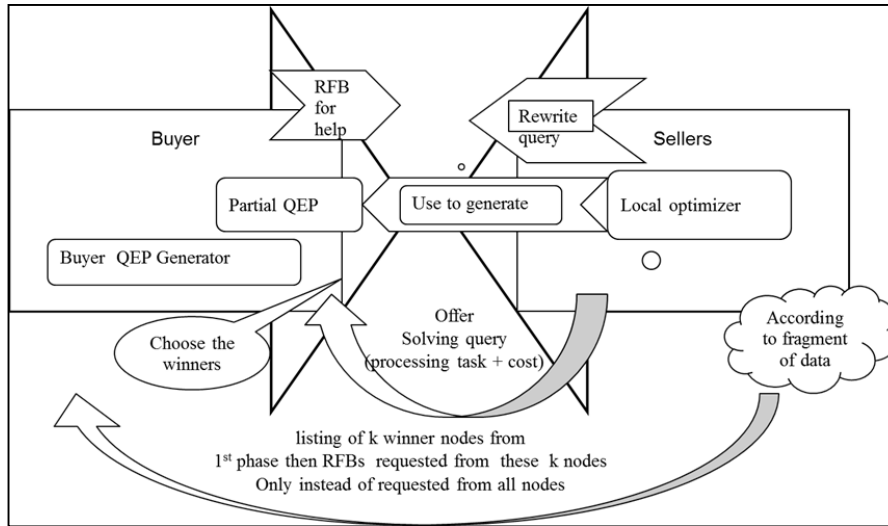 RFB
for
help
Rewrite
query
Buyer
Sellers
Partial QEP
Use to generate
Local optimizer
Buyer QEP Generator
Choose the
winners
Offer
Solving query
(processing task + cost)
According
to fragment
of data
listing of k winner nodes from
1st phase then RFBs requested from these k nodes
Only instead of requested from all nodes